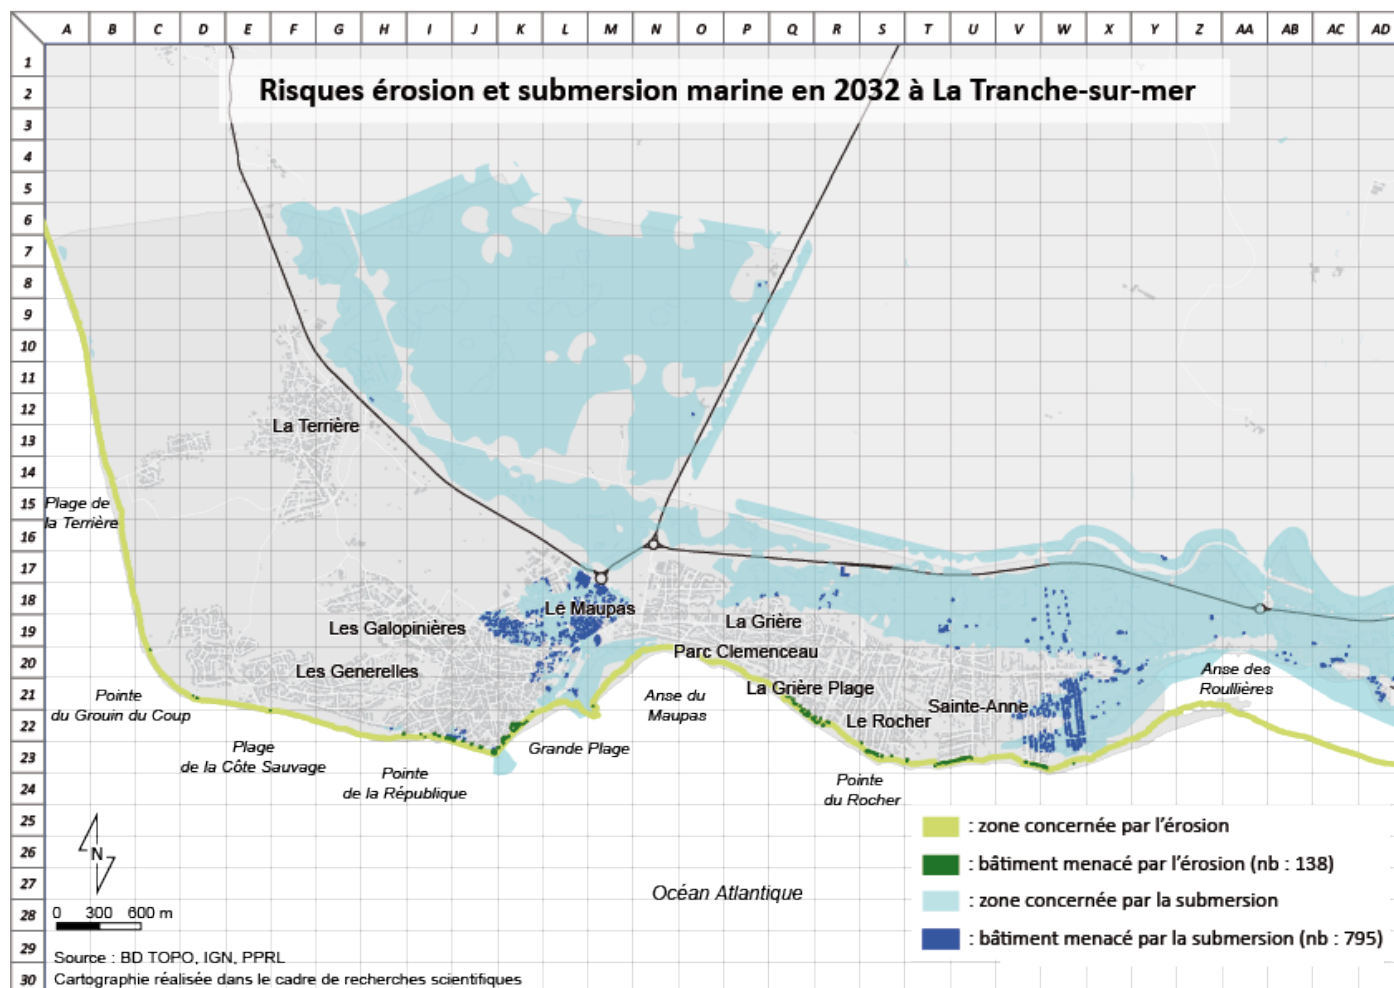 A B C D E F G H I J K L M N O P Q R S T U V W X Y Z AA AB AC AD
1
2
3
4
5
6
7
8
9
10
11
12
13
14
15
16
17
18
19
20
21
22
23
24
25
26
27
28
29
30
Risques érosion et submersion marine en 2032 à La Tranche-sur-mer
La Terrière
Plage de
la Terrière
Le Maupas
Les Galopinières
La Grière
Parc Clemenceau
Les Generelles
La Grière Plage
Anse des
Roullières
Pointe
du Grouin du Coup
Anse du
Maupas
Sainte-Anne
Le Rocher
Plage
de la Côte Sauvage
Grande Plage
Pointe
de la République
Pointe
du Rocher
N
0 300 600 m
Océan Atlantique
: zone concernée par l'érosion
: bâtiment menacé par l'érosion (nb : 138)
: zone concernée par la submersion
: bâtiment menacé par la submersion (nb : 795)
Source : BD TOPO, IGN, PPRL
Cartographie réalisée dans le cadre de recherches scientifiques